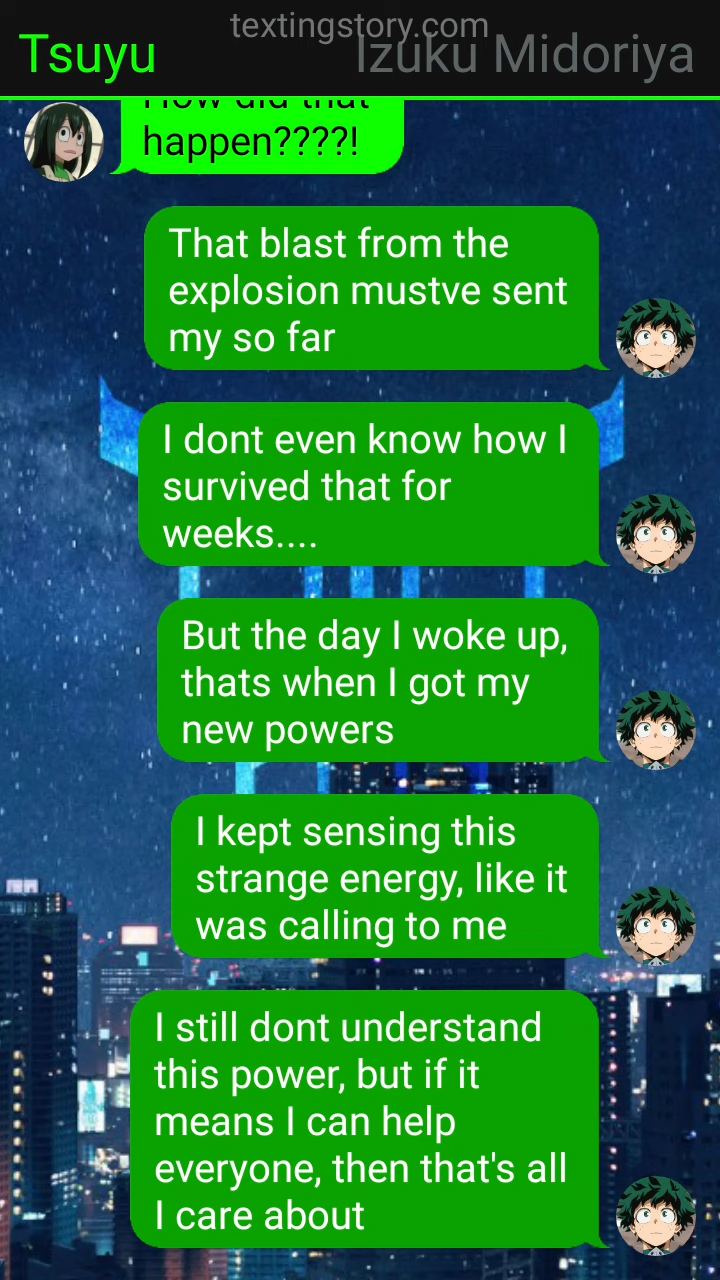 textingstory.com
Tsuyu
Izuku Midoriya
How did that
happen????!
That blast from the
explosion mustve sent
my so far
I dont even know how I
survived that for
weeks....
But the day I woke up,
thats when I got my
new powers
I kept sensing this
strange energy, like it
was calling to me
I still dont understand
this power, but if it
means I can help
everyone, then that's all
I care about